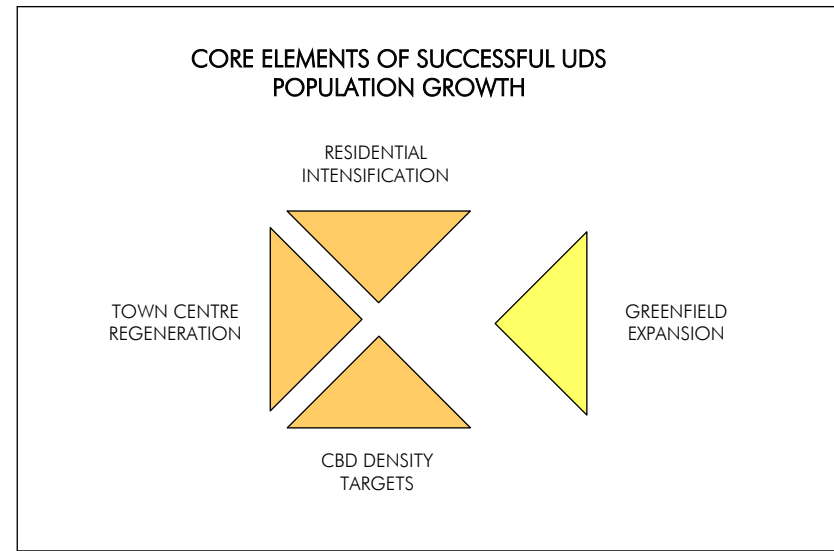 CORE ELEMENTS OF SUCCESSFUL UDS
POPULATION GROWTH
RESIDENTIAL
INTENSIFICATION
TOWN CENTRE
REGENERATION
GREENFIELD
EXPANSION
CBD DENSITY
TARGETS